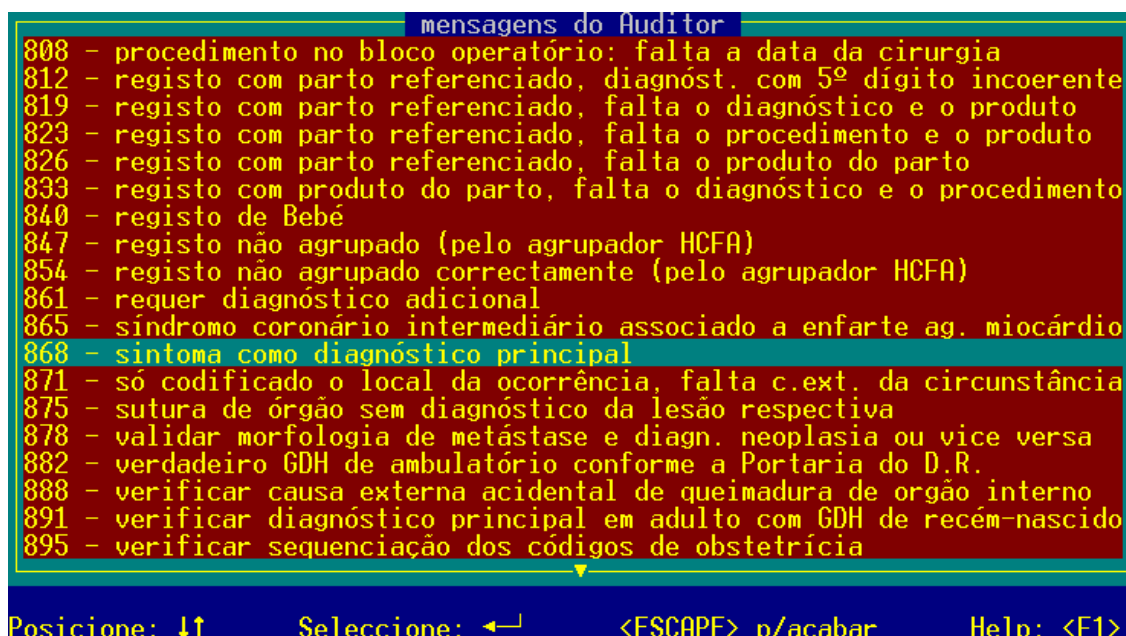 mensagens do Auditor
808 - procedimento no bloco operatório: falta a data da cirurgia
812 - registo com parto referenciado, diagnóst. com 5º dígito incoerente
819 - registo com parto referenciado, falta o diagnóstico e o produto
823 - registo com parto referenciado, falta o procedimento e o produto
826 - registo com parto referenciado, falta o produto do parto
833 - registo com produto do parto, falta o diagnóstico e o procedimento
840 - registo de Bebé
847 - registo não agrupado (pelo agrupador HCFA)
854 - registo não agrupado correctamente (pelo agrupador HCFA)
861 - requer diagnóstico adicional
865 - síndromo coronário intermediário associado a enfarte ag. miocárdio
868 - sintoma como diagnóstico principal
871 - só codificado o local da ocorrência, falta c.ext. da circunstância
875 - sutura de órgão sem diagnóstico da lesão respectiva
878 - validar morfologia de metástase e diagn. neoplasia ou vice versa
882 - verdadeiro GDH de ambulatório conforme a Portaria do D.R.
888 - verificar causa externa acidental de queimadura de orgão interno
891 - verificar diagnóstico principal em adulto com GDH de recém-nascido
895 - verificar sequenciação dos códigos de obstetrícia
Posicione: ↓↑ Seleccione: ◄─┘ <ESCAPE> p/acabar Help: <F1>